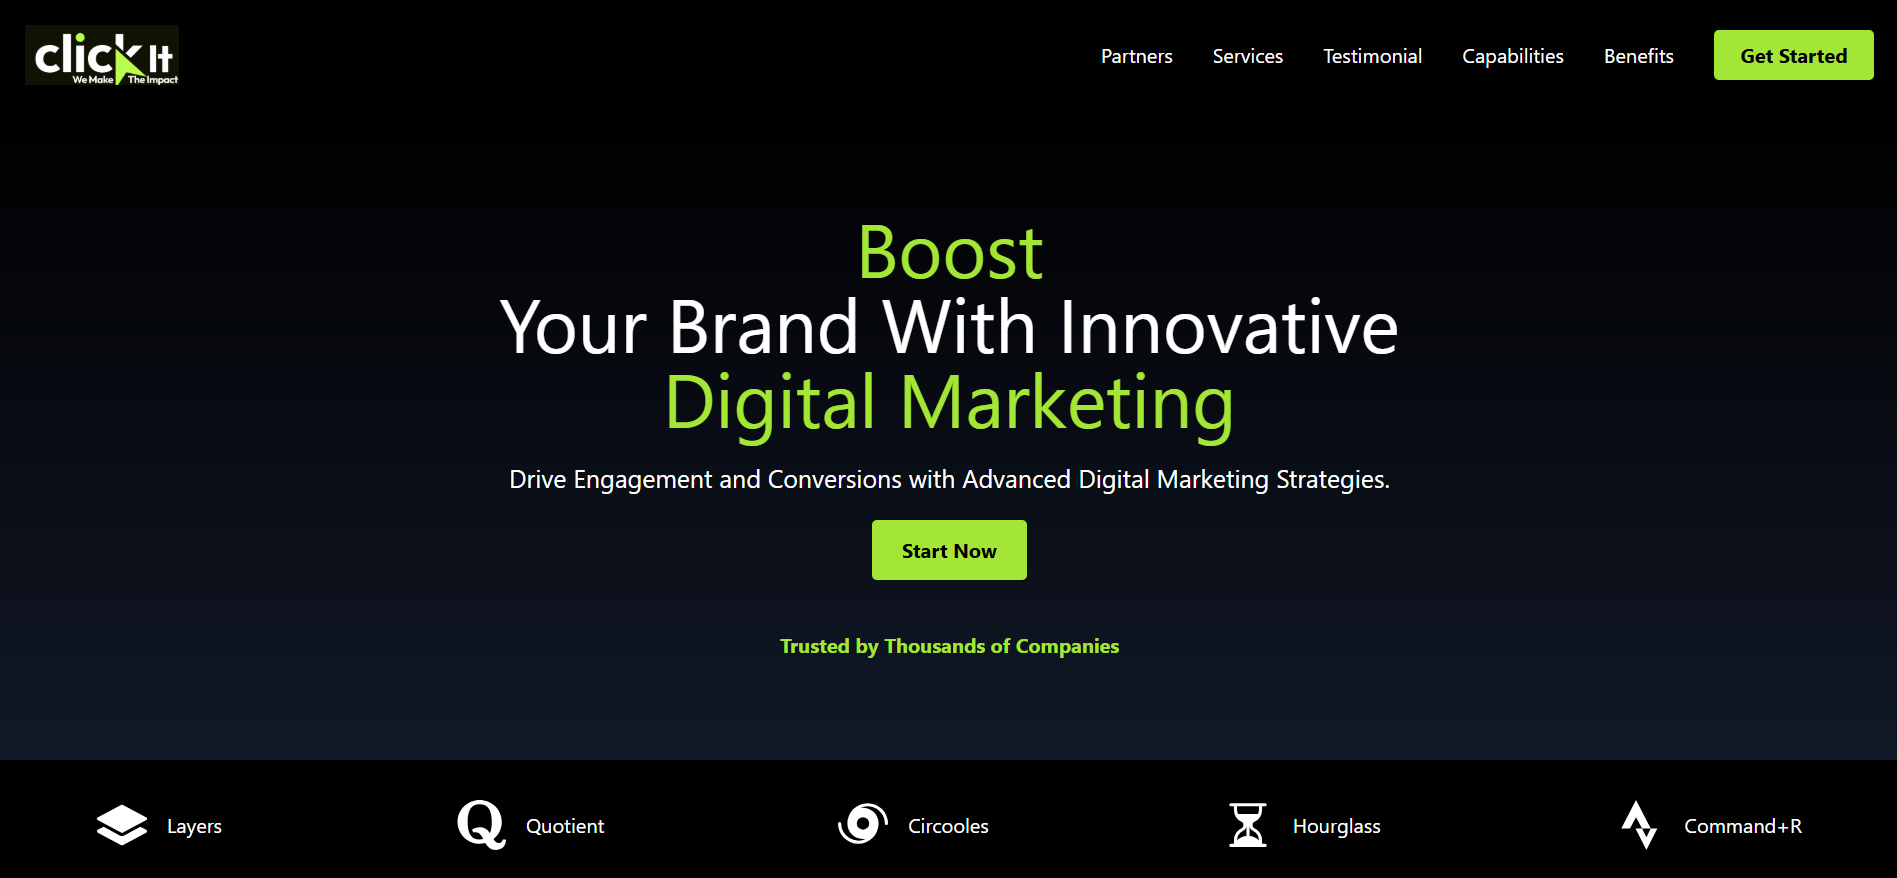 click It
We Make The Impact
Partners Services Testimonial Capabilities Benefits Get Started
Boost
Your Brand With Innovative
Digital Marketing
Drive Engagement and Conversions with Advanced Digital Marketing Strategies.
Start Now
Trusted by Thousands of Companies
Layers Quotient Circooles Hourglass Command+R